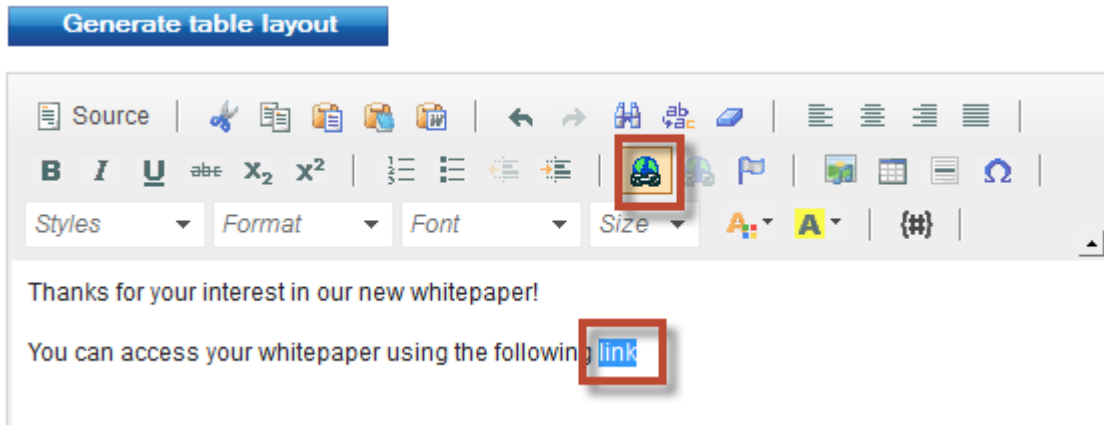 Generate table layout
Source
B I U abc X₂ X²
Styles Format Font Size A A {#}
Thanks for your interest in our new whitepaper!
You can access your whitepaper using the following link